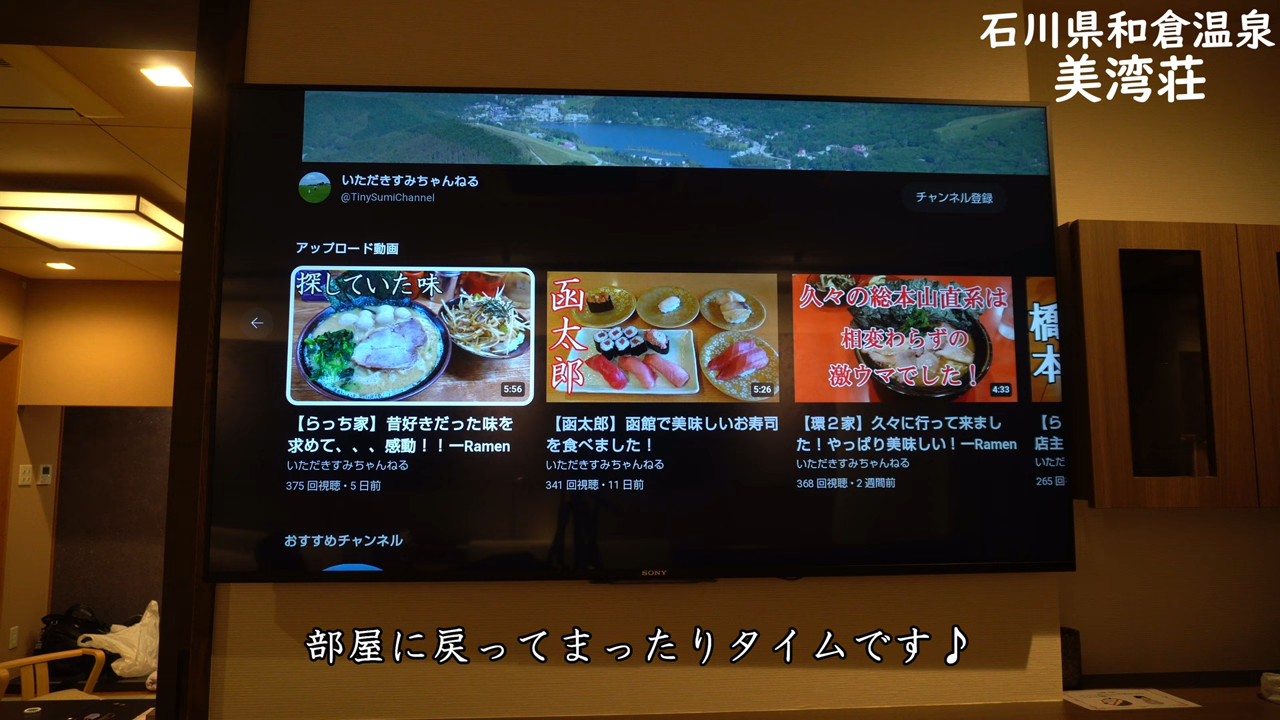 石川県和倉温泉
美湾荘
いただきすみちゃんねる
@TinySumiChannel
チャンネル登録
アップロード動画
探していた味
5:56
函太郎
5:26
久々の総本山直系は
相変わらずの
激ウマでした!
4:33
橋本
【らっち家】昔好きだった味を
求めて、、、感動!!ーRamen
いただきすみちゃんねる
375 回視聴・5 日前
【函太郎】函館で美味しいお寿司
を食べました!
いただきすみちゃんねる
341 回視聴・11 日前
【環2家】久々に行って来まし
た!やっぱり美味しい!ーRamen
いただきすみちゃんねる
368 回視聴・2 週間前
【ら
店主
いただ
265 回
おすすめチャンネル
SONY
部屋に戻ってまったりタイムです♪